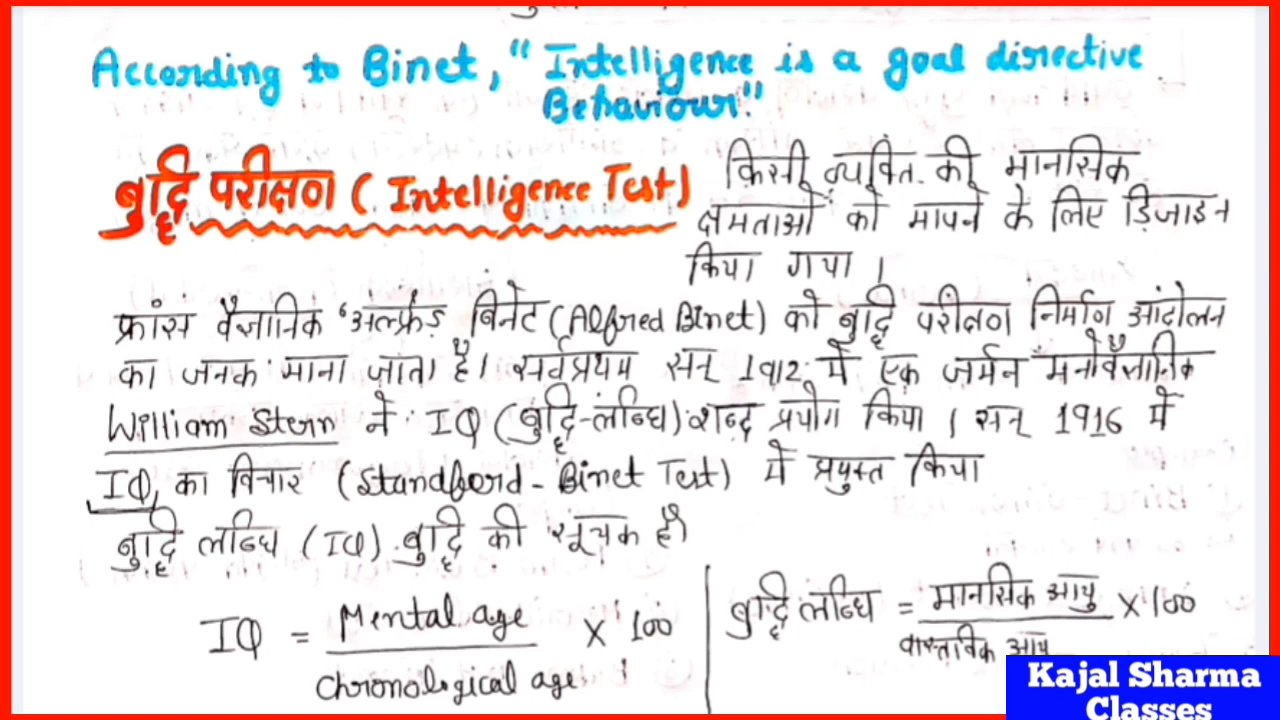 According to Binet, "Intelligence is a goal directive
Behaviour."
बुद्धि परीक्षण ( Intelligence Test)
किसी व्यक्ति की मानसिक
क्षमताओं को मापने के लिए डिजाइन
किया गया ।
फ्रांस वैज्ञानिक 'अल्फ्रेड बिनेट (Alfred Binet) को बुद्धि परीक्षण निर्माण आंदोलन
का जनक माना जाता है। सर्वप्रथम सन् 1912 में एक जर्मन मनोवैज्ञानिक
William Stern ने IQ (बुद्धि-लब्धि) शब्द प्रयोग किया । सन् 1916 में
IQ का विचार (Standford - Binet Test) में प्रयुक्त किया
बुद्धि लब्धि (IQ) बुद्धि की सूचक है।
IQ = Mental age / Chronological age × 100
बुद्धि लब्धि = मानसिक आयु / वास्तविक आयु × 100
Kajal Sharma
Classes